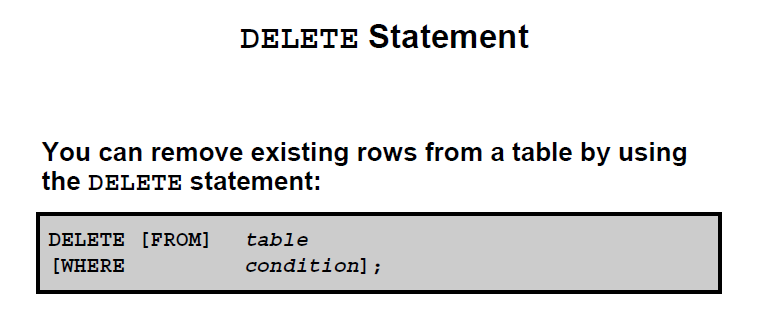 DELETE Statement
You can remove existing rows from a table by using
the DELETE statement:
DELETE [FROM] table
[WHERE condition];